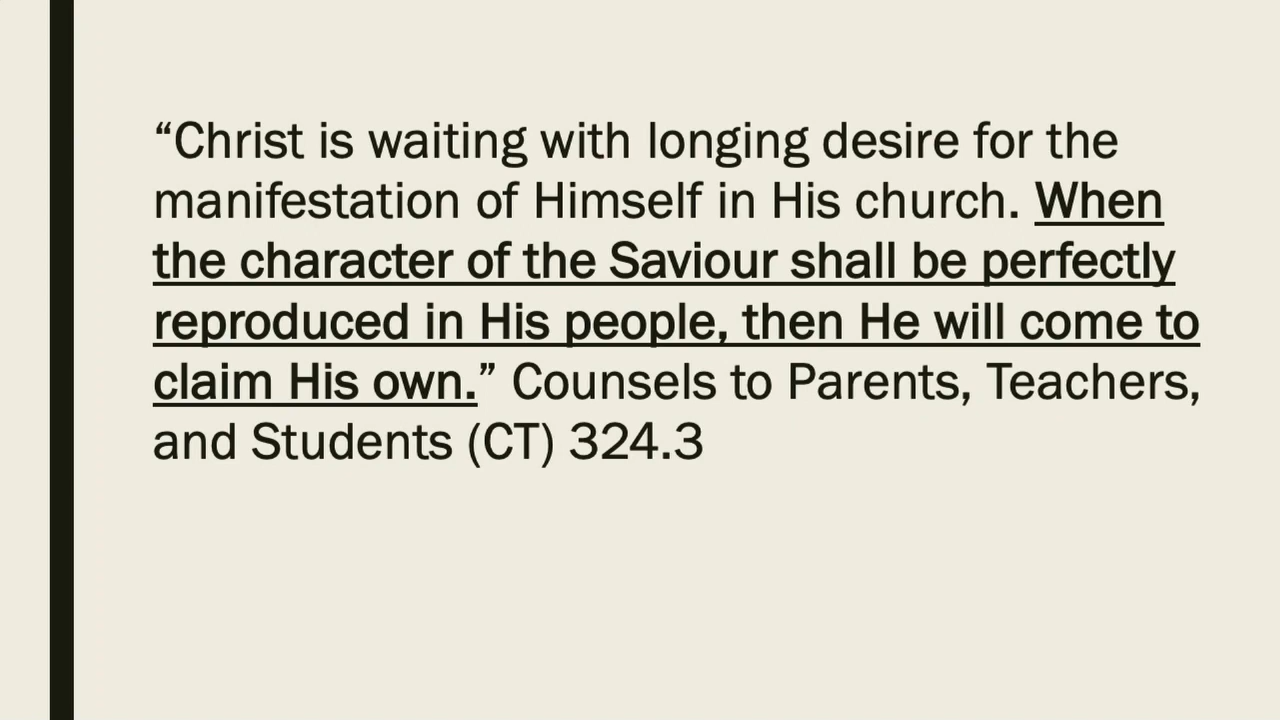 “Christ is waiting with longing desire for the
manifestation of Himself in His church. When
the character of the Saviour shall be perfectly
reproduced in His people, then He will come to
claim His own.” Counsels to Parents, Teachers,
and Students (CT) 324.3